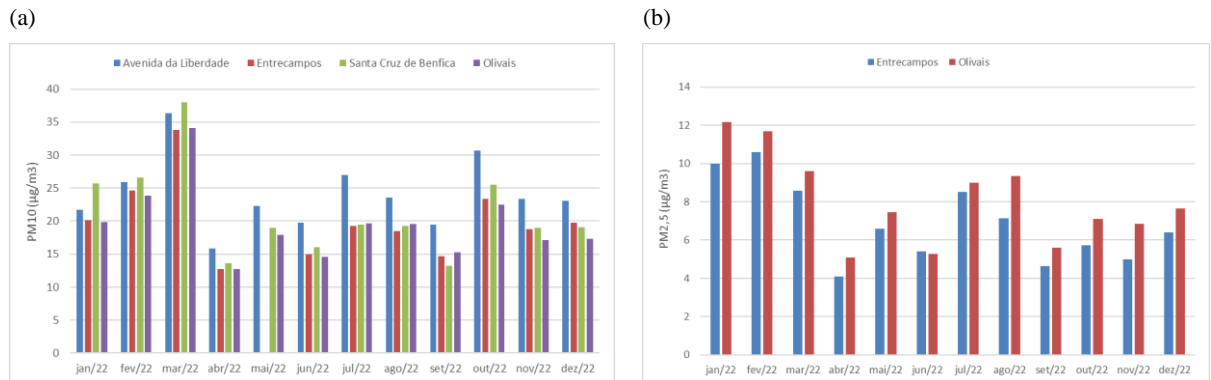 (a)
(b)
Avenida da Liberdade Entrecampos Santa Cruz de Benfica Olivais
40
35
30
25
20
15
10
5
0
PM10 (µg/m3)
jan/22 fev/22 mar/22 abr/22 mai/22 jun/22 jul/22 ago/22 set/22 out/22 nov/22 dez/22
Entrecampos Olivais
14
12
10
8
6
4
2
0
PM2,5 (µg/m3)
jan/22 fev/22 mar/22 abr/22 mai/22 jun/22 jul/22 ago/22 set/22 out/22 nov/22 dez/22